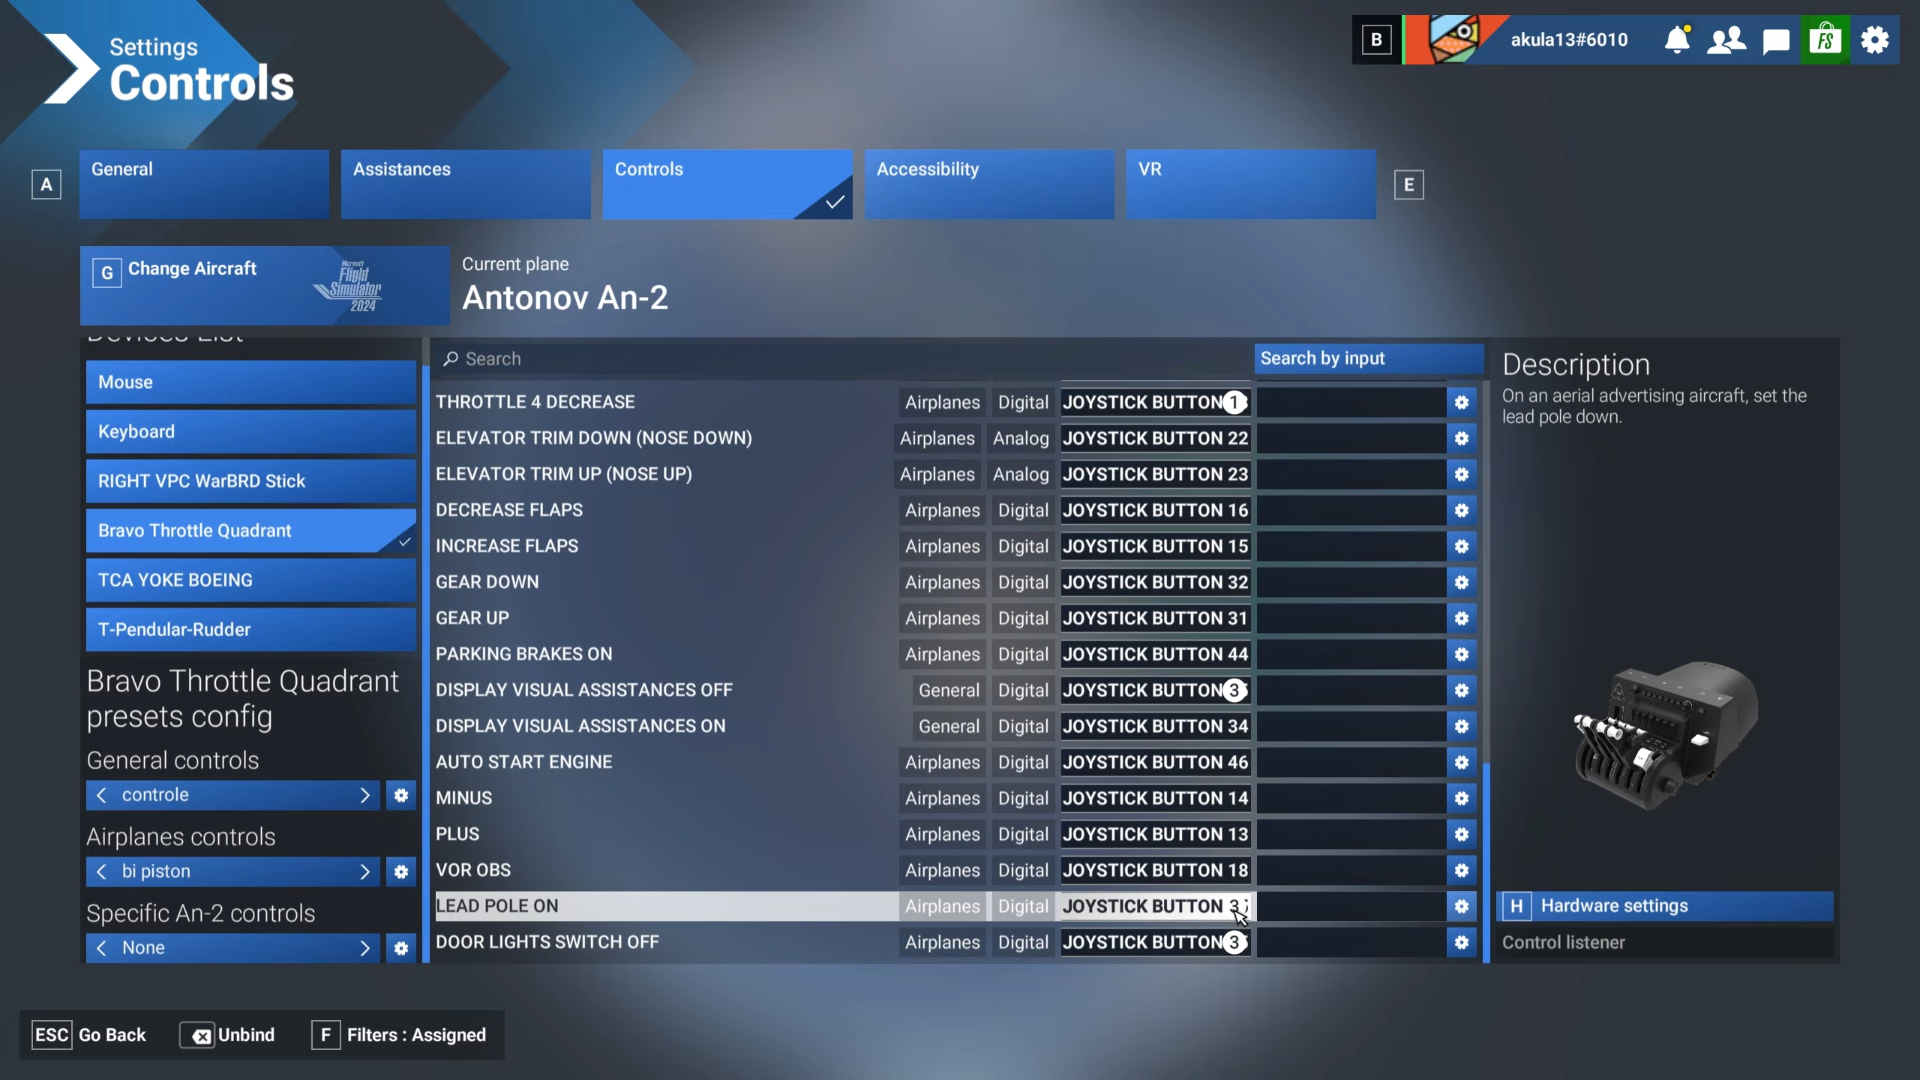 Settings
Controls
B
akula13#6010
FS
A
General
Assistances
Controls
Accessibility
VR
E
G Change Aircraft
Microsoft
Flight
Simulator
2024
Current plane
Antonov An-2
Devices List
Mouse
Keyboard
RIGHT VPC WarBRD Stick
Bravo Throttle Quadrant
TCA YOKE BOEING
T-Pendular-Rudder
Bravo Throttle Quadrant
presets config
General controls
controle
Airplanes controls
bi piston
Specific An-2 controls
None
Search
Search by input
THROTTLE 4 DECREASE Airplanes Digital JOYSTICK BUTTON 1
ELEVATOR TRIM DOWN (NOSE DOWN) Airplanes Analog JOYSTICK BUTTON 22
ELEVATOR TRIM UP (NOSE UP) Airplanes Analog JOYSTICK BUTTON 23
DECREASE FLAPS Airplanes Digital JOYSTICK BUTTON 16
INCREASE FLAPS Airplanes Digital JOYSTICK BUTTON 15
GEAR DOWN Airplanes Digital JOYSTICK BUTTON 32
GEAR UP Airplanes Digital JOYSTICK BUTTON 31
PARKING BRAKES ON Airplanes Digital JOYSTICK BUTTON 44
DISPLAY VISUAL ASSISTANCES OFF General Digital JOYSTICK BUTTON 3
DISPLAY VISUAL ASSISTANCES ON General Digital JOYSTICK BUTTON 34
AUTO START ENGINE Airplanes Digital JOYSTICK BUTTON 46
MINUS Airplanes Digital JOYSTICK BUTTON 14
PLUS Airplanes Digital JOYSTICK BUTTON 13
VOR OBS Airplanes Digital JOYSTICK BUTTON 18
LEAD POLE ON Airplanes Digital JOYSTICK BUTTON
DOOR LIGHTS SWITCH OFF Airplanes Digital JOYSTICK BUTTON 3
Description
On an aerial advertising aircraft, set the
lead pole down.
H Hardware settings
Control listener
ESC Go Back
Unbind
F Filters : Assigned